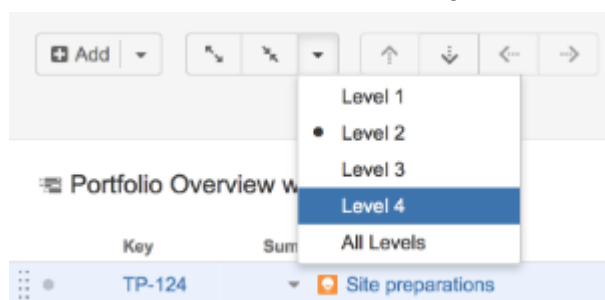 Add
Level 1
Level 2
Level 3
Level 4
All Levels
Portfolio Overview w
Key Sum
TP-124 Site preparations